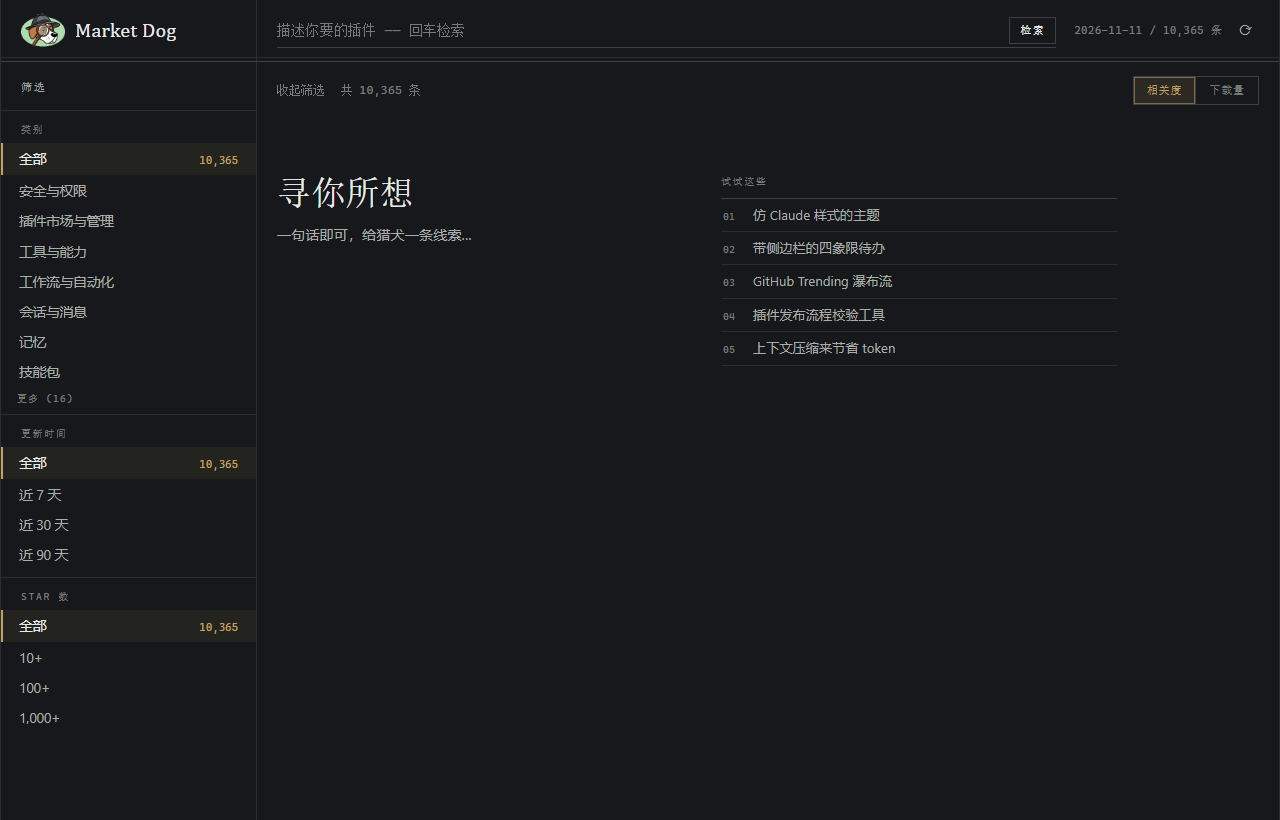 Market Dog
描述你要的插件 —— 回车检索
检索
2026-11-11 / 10,365 条
筛选
类别
全部 10,365
安全与权限
插件市场与管理
工具与能力
工作流与自动化
会话与消息
记忆
技能包
更多 (16)
更新时间
全部 10,365
近 7 天
近 30 天
近 90 天
STAR 数
全部 10,365
10+
100+
1,000+
收起筛选 共 10,365 条
相关度 下载量
寻你所想
一句话即可，给猎犬一条线索…
试试这些
01 仿 Claude 样式的主题
02 带侧边栏的四象限待办
03 GitHub Trending 瀑布流
04 插件发布流程校验工具
05 上下文压缩来节省 token